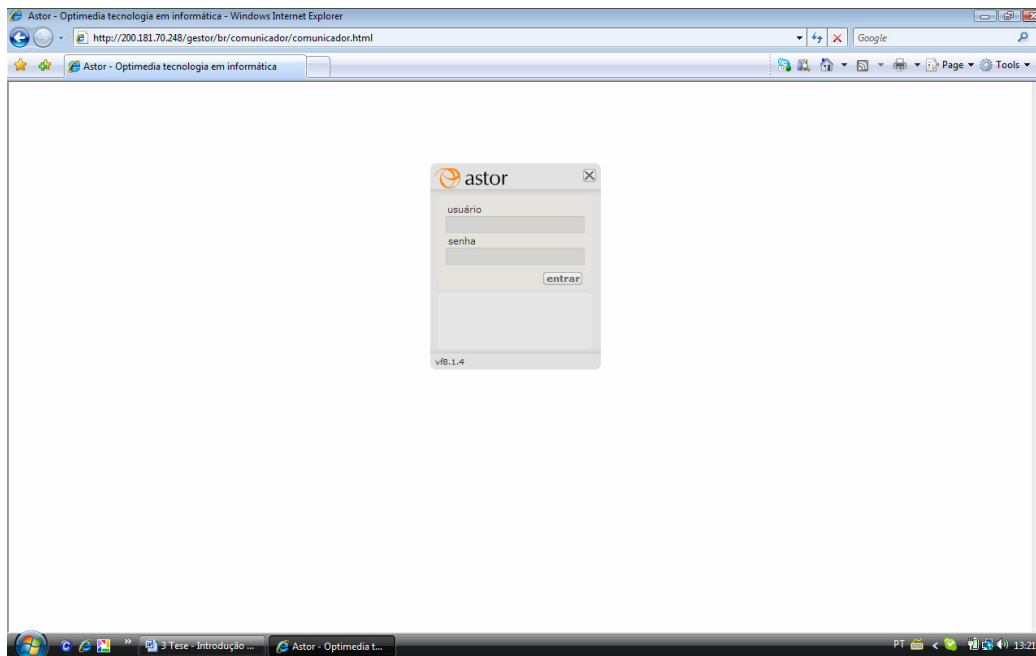 Astor - Optimedia tecnologia em informática - Windows Internet Explorer
http://200.181.70.248/gestor/br/comunicador/comunicador.html
Google
Astor - Optimedia tecnologia em informática
Page
Tools
astor
usuário
senha
entrar
vf8.1.4
3 Tese - Introdução ...
Astor - Optimedia t...
PT
13:21